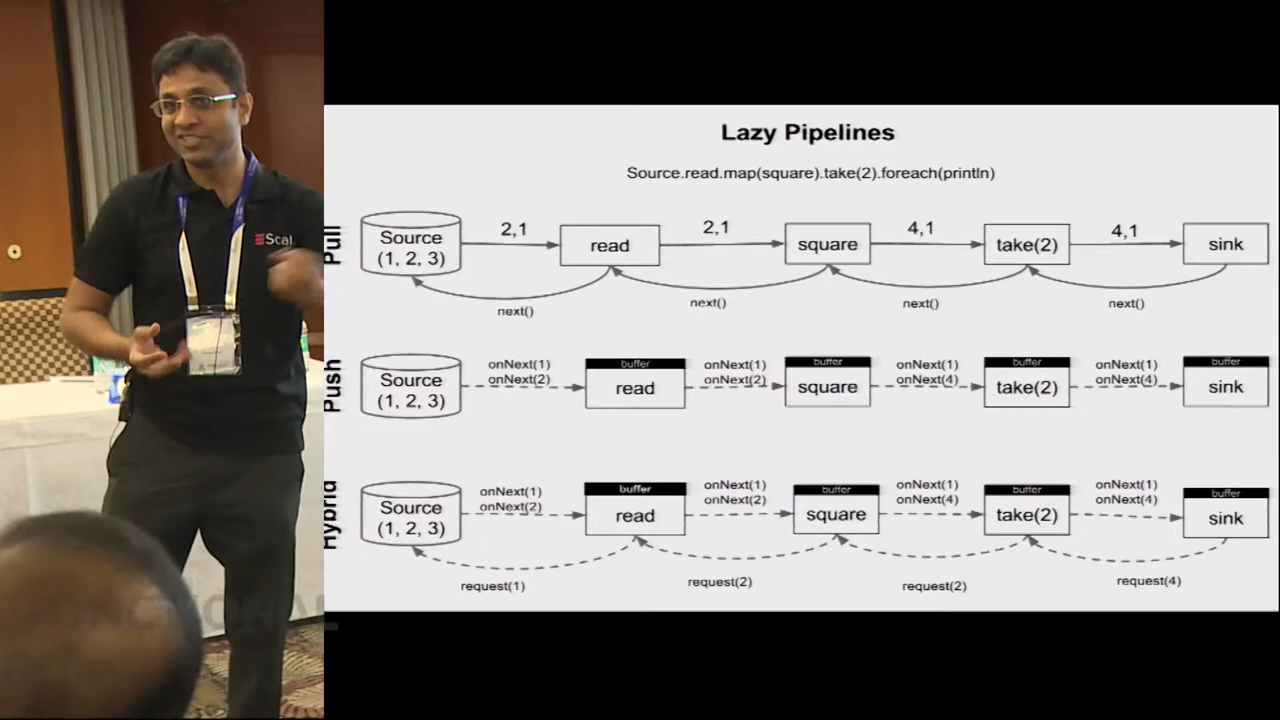 Lazy Pipelines
Source.read.map(square).take(2).foreach(println)
Pull
Source
(1, 2, 3)
2,1
read
2,1
square
4,1
take(2)
4,1
sink
next()
next()
next()
next()
Push
Source
(1, 2, 3)
onNext(1)
onNext(2)
buffer
read
onNext(1)
onNext(2)
buffer
square
onNext(1)
onNext(4)
buffer
take(2)
onNext(1)
onNext(4)
buffer
sink
Hybrid
Source
(1, 2, 3)
onNext(1)
onNext(2)
buffer
read
onNext(1)
onNext(2)
buffer
square
onNext(1)
onNext(4)
buffer
take(2)
onNext(1)
onNext(4)
buffer
sink
request(1)
request(2)
request(2)
request(4)
Scal